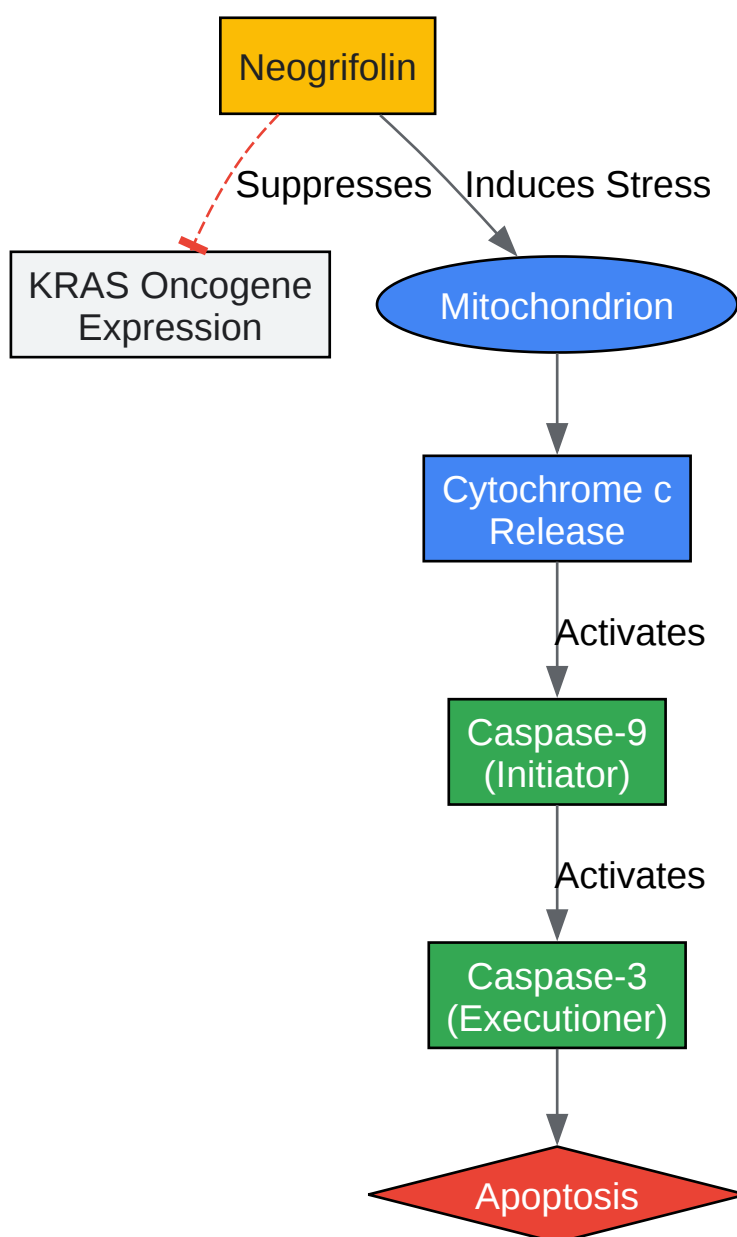 Neogrifolin
Suppresses
Induces Stress
KRAS Oncogene
Expression
Mitochondrion
Cytochrome c
Release
Activates
Caspase-9
(Initiator)
Activates
Caspase-3
(Executioner)
Apoptosis